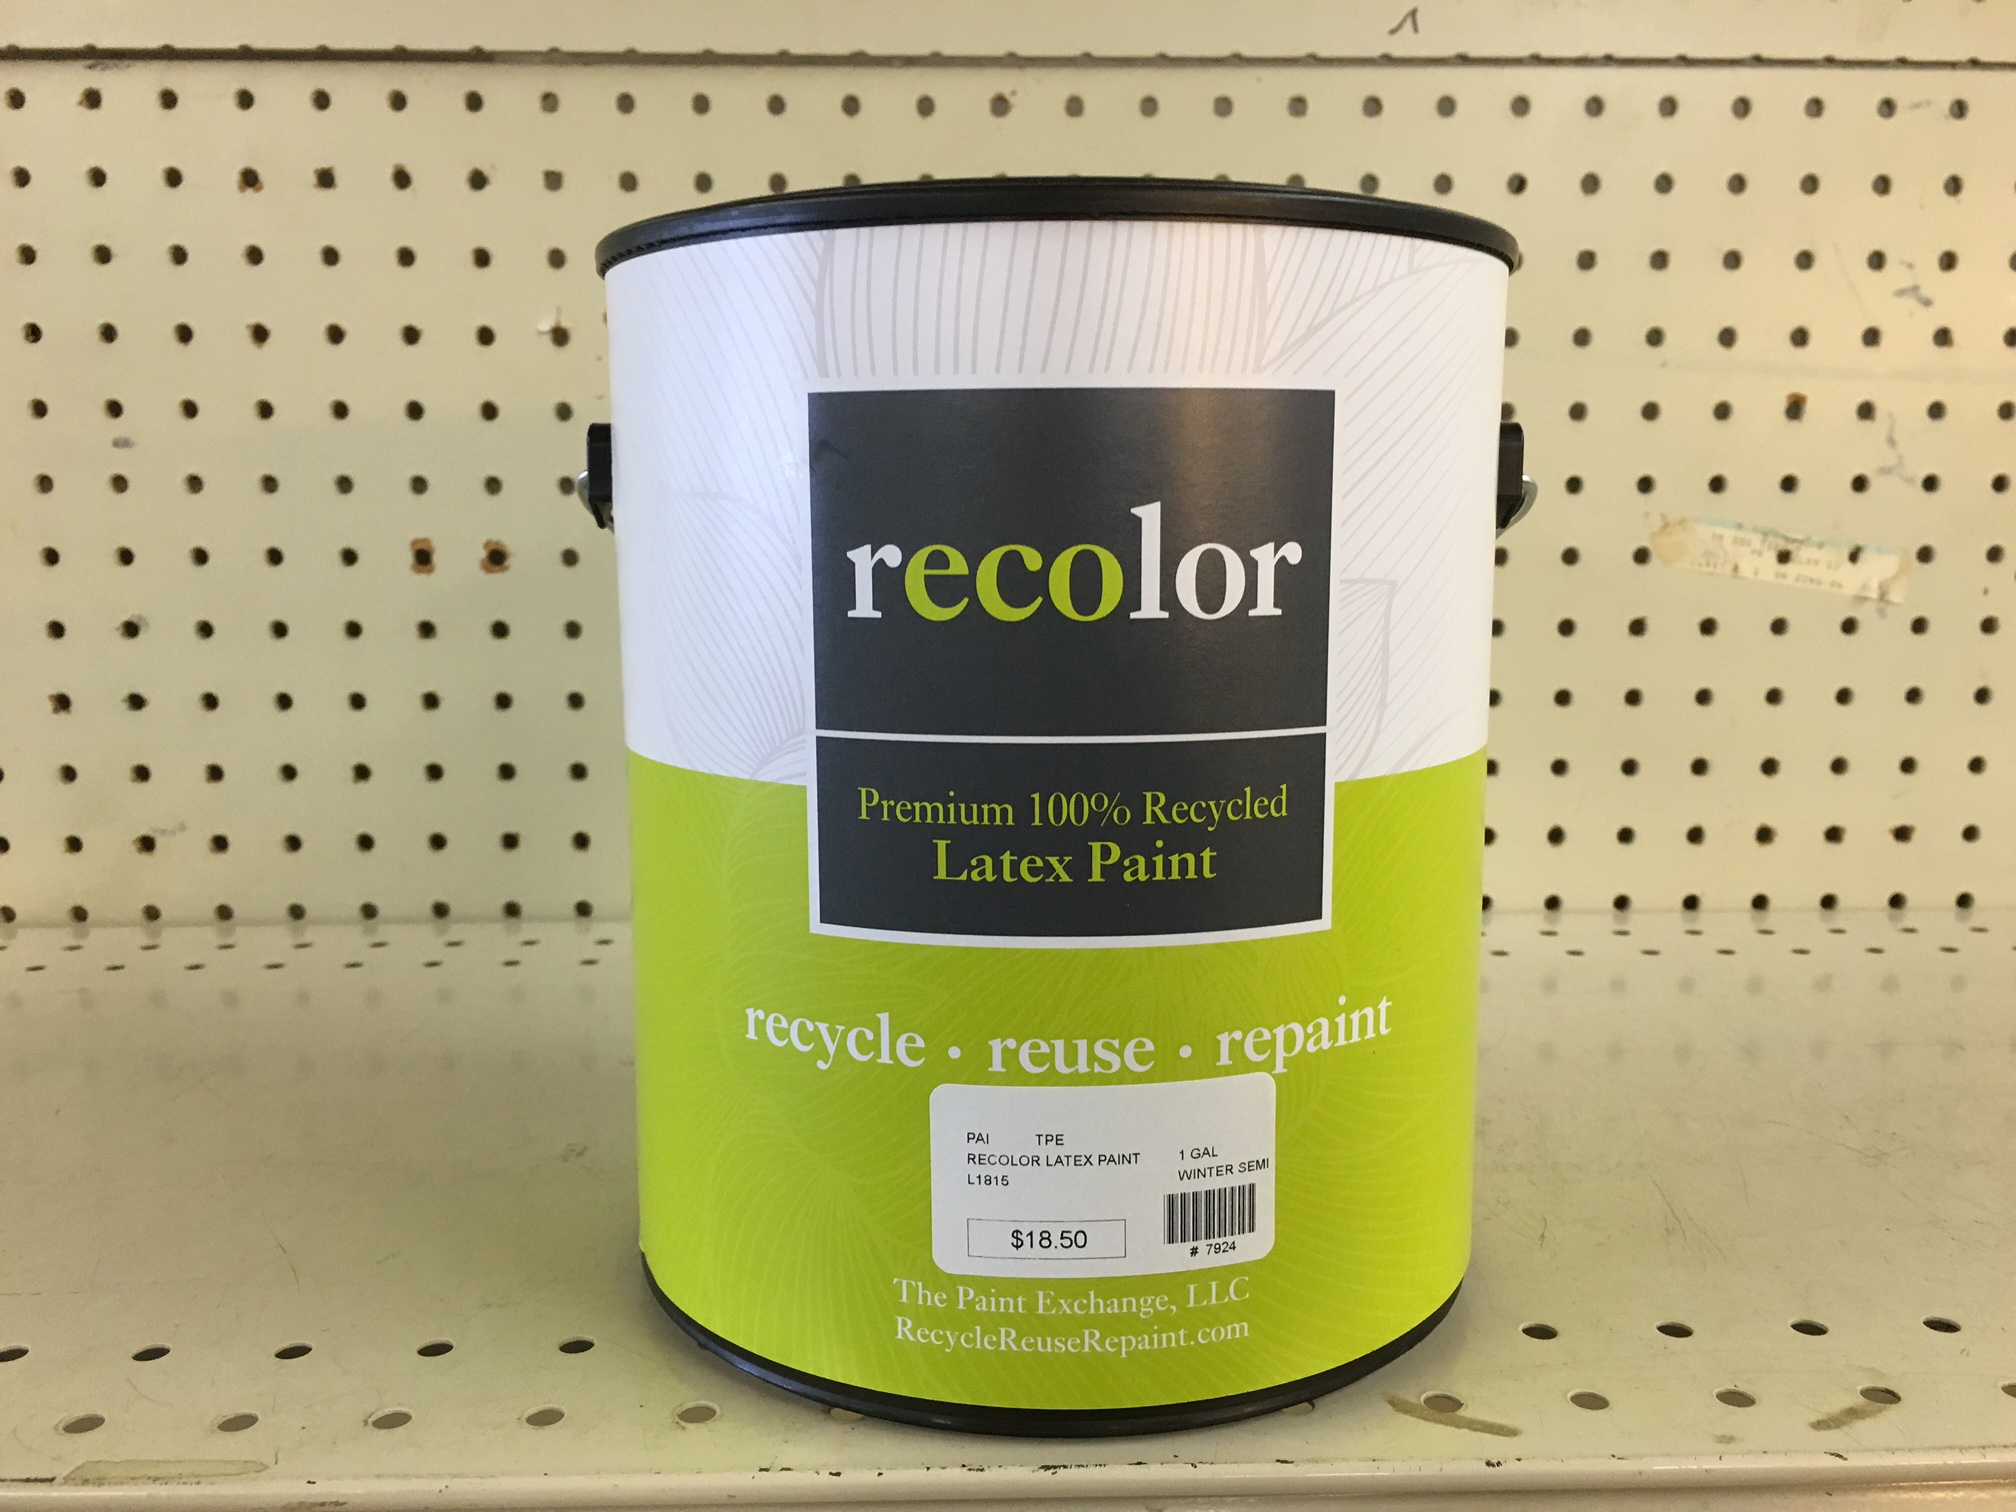 recolor
Premium 100% Recycled
Latex Paint
recycle · reuse · repaint
PAI TPE
RECOLOR LATEX PAINT 1 GAL
L1815 WINTER SEMI
$18.50
# 7924
The Paint Exchange, LLC
RecycleReuseRepaint.com